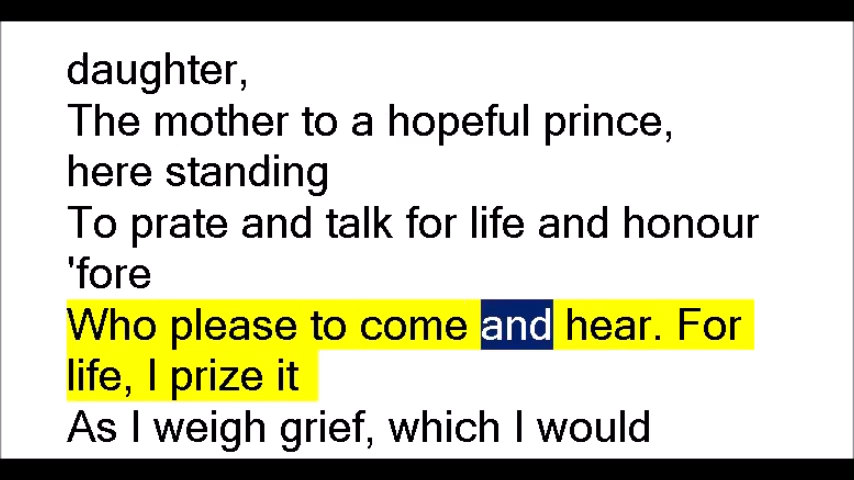 daughter,
The mother to a hopeful prince,
here standing
To prate and talk for life and honour
'fore
Who please to come and hear. For
life, I prize it
As I weigh grief, which I would